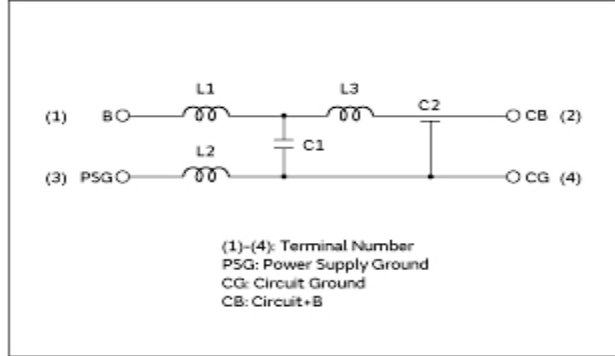 L1 L3
(1) B C2 CB (2)
C1
L2
(3) PSG CG (4)
(1)-(4): Terminal Number
PSG: Power Supply Ground
CG: Circuit Ground
CB: Circuit+B